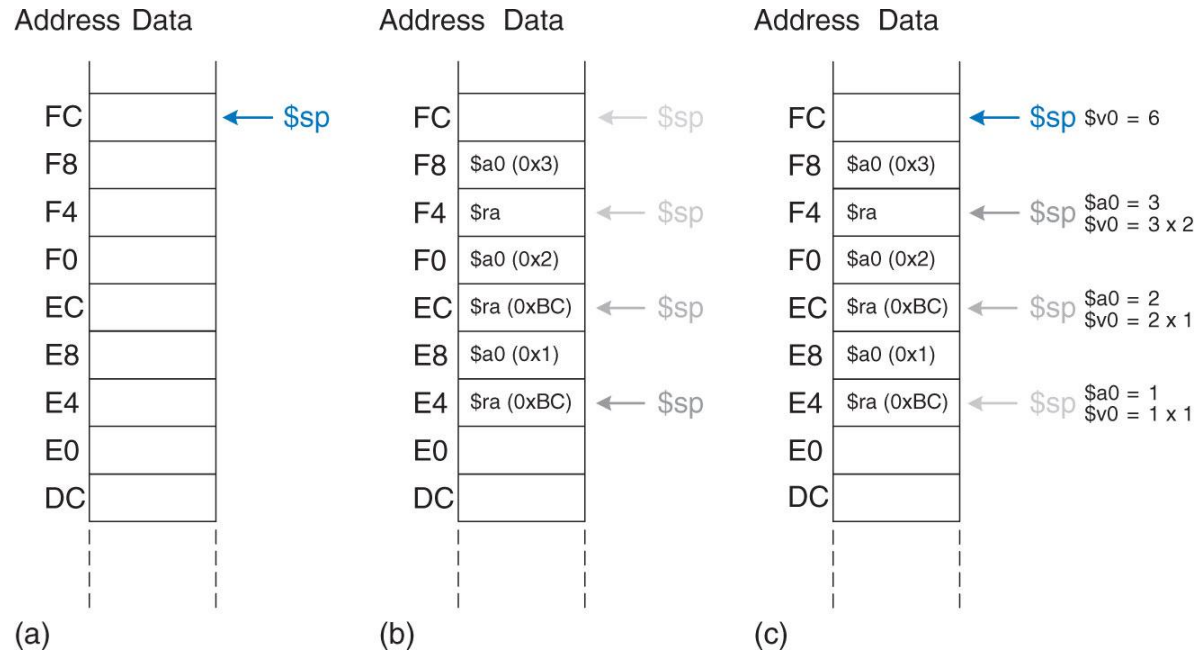 Address Data
FC
$sp
F8
F4
F0
EC
E8
E4
E0
DC
(a)
Address Data
FC
$sp
F8 $a0 (0x3)
F4 $ra
$sp
F0 $a0 (0x2)
EC $ra (0xBC)
$sp
E8 $a0 (0x1)
E4 $ra (0xBC)
$sp
E0
DC
(b)
Address Data
FC
$sp $v0 = 6
F8 $a0 (0x3)
F4 $ra
$sp
$a0 = 3
$v0 = 3 x 2
F0 $a0 (0x2)
EC $ra (0xBC)
$sp
$a0 = 2
$v0 = 2 x 1
E8 $a0 (0x1)
E4 $ra (0xBC)
$sp
$a0 = 1
$v0 = 1 x 1
E0
DC
(c)